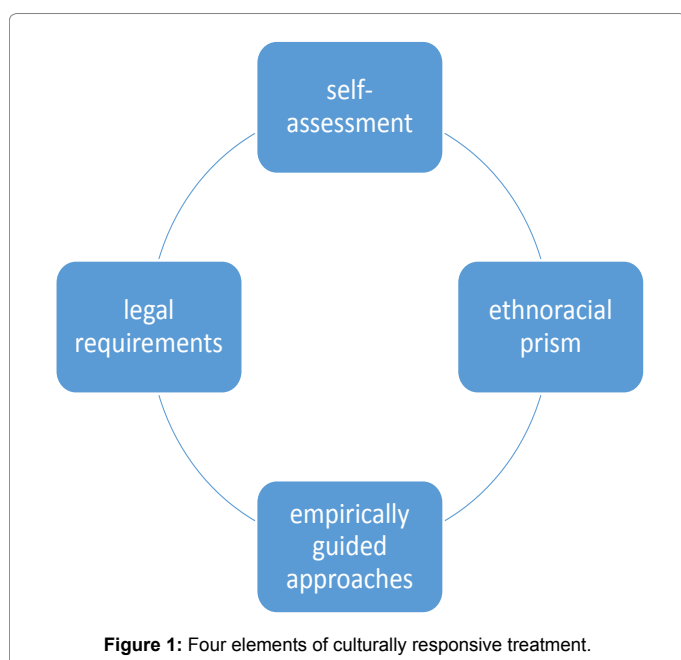 self-
assessment
legal
requirements
ethnoracial
prism
empirically
guided
approaches
Figure 1: Four elements of culturally responsive treatment.